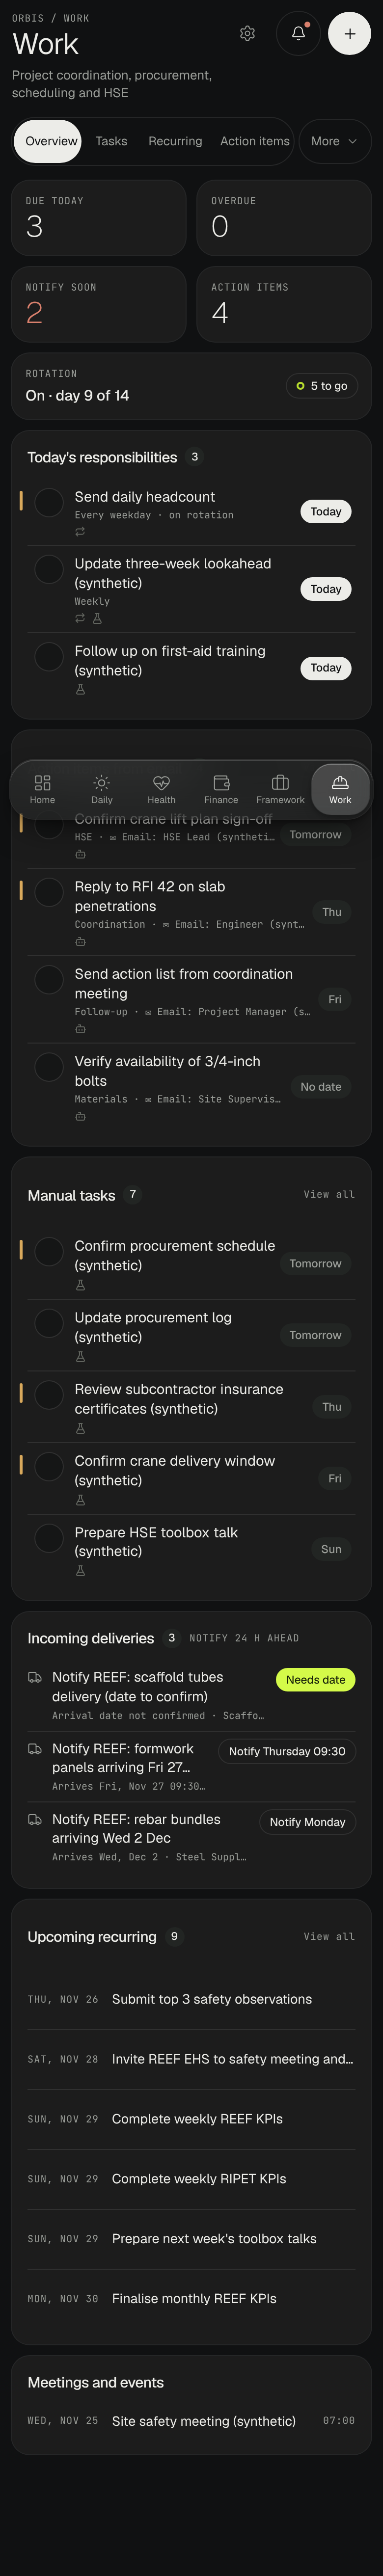 ORBIS / WORK
Work
Project coordination, procurement,
scheduling and HSE
Overview Tasks Recurring Action items More
DUE TODAY
3
OVERDUE
0
NOTIFY SOON
2
ACTION ITEMS
4
ROTATION
On · day 9 of 14
5 to go
Today's responsibilities 3
Send daily headcount
Every weekday · on rotation
Today
Update three-week lookahead
(synthetic)
Weekly
Today
Follow up on first-aid training
(synthetic)
Today
Home Daily Health Finance Framework Work
Confirm crane lift plan sign-off
HSE · ✉ Email: HSE Lead (syntheti…
Tomorrow
Reply to RFI 42 on slab
penetrations
Coordination · ✉ Email: Engineer (synt…
Thu
Send action list from coordination
meeting
Follow-up · ✉ Email: Project Manager (s…
Fri
Verify availability of 3/4-inch
bolts
Materials · ✉ Email: Site Supervis…
No date
Manual tasks 7
View all
Confirm procurement schedule
(synthetic)
Tomorrow
Update procurement log
(synthetic)
Tomorrow
Review subcontractor insurance
certificates (synthetic)
Thu
Confirm crane delivery window
(synthetic)
Fri
Prepare HSE toolbox talk
(synthetic)
Sun
Incoming deliveries 3 NOTIFY 24 H AHEAD
Notify REEF: scaffold tubes
delivery (date to confirm)
Arrival date not confirmed · Scaffo…
Needs date
Notify REEF: formwork
panels arriving Fri 27…
Arrives Fri, Nov 27 09:30…
Notify Thursday 09:30
Notify REEF: rebar bundles
arriving Wed 2 Dec
Arrives Wed, Dec 2 · Steel Suppl…
Notify Monday
Upcoming recurring 9
View all
THU, NOV 26 Submit top 3 safety observations
SAT, NOV 28 Invite REEF EHS to safety meeting and…
SUN, NOV 29 Complete weekly REEF KPIs
SUN, NOV 29 Complete weekly RIPET KPIs
SUN, NOV 29 Prepare next week's toolbox talks
MON, NOV 30 Finalise monthly REEF KPIs
Meetings and events
WED, NOV 25 Site safety meeting (synthetic) 07:00